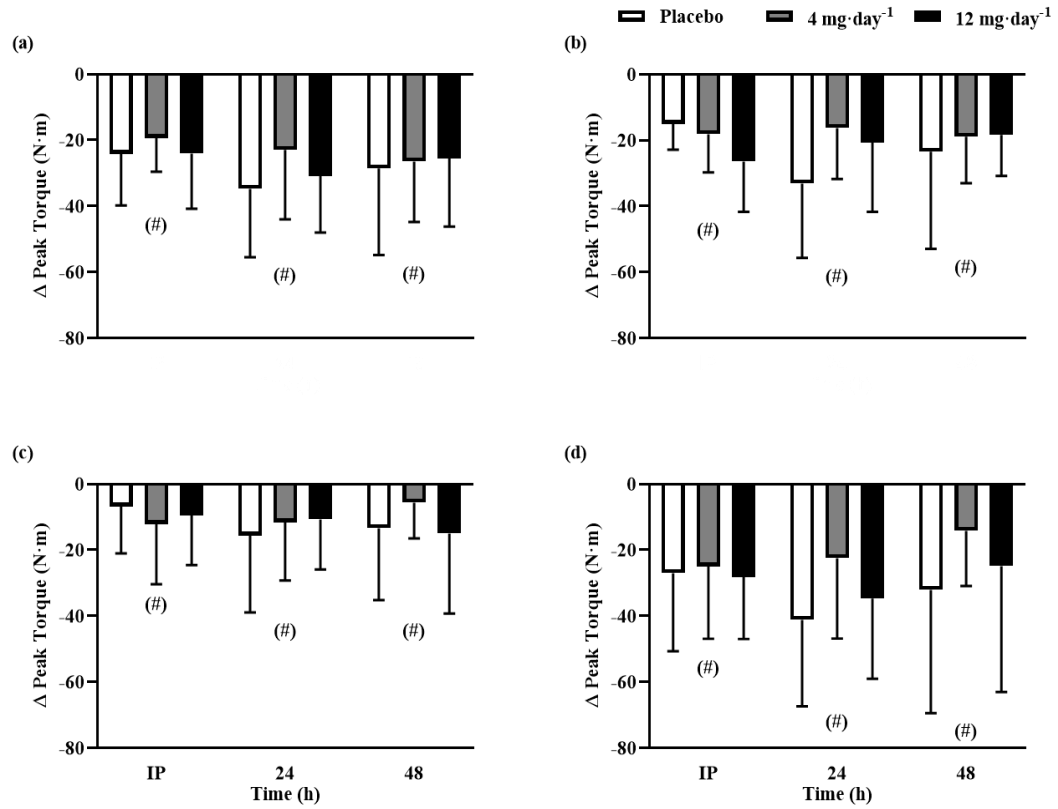 Placebo 4 mg·day⁻¹ 12 mg·day⁻¹
(a)
0
-20
-40
-60
-80
Δ Peak Torque (N·m)
(#) (#) (#)
(b)
0
-20
-40
-60
-80
Δ Peak Torque (N·m)
(#) (#) (#)
(c)
0
-20
-40
-60
-80
Δ Peak Torque (N·m)
(#) (#) (#)
IP 24 48
Time (h)
(d)
0
-20
-40
-60
-80
Δ Peak Torque (N·m)
(#) (#) (#)
IP 24 48
Time (h)